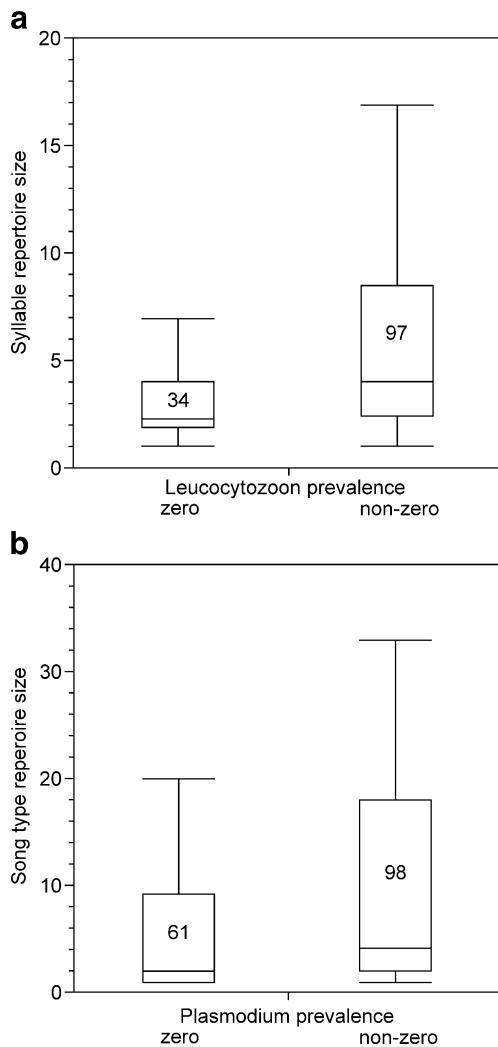 a
20
15
10
5
0
Syllable repertoire size
34
97
Leucocytozoon prevalence
zero
non-zero
b
40
30
20
10
0
Song type reperoire size
61
98
Plasmodium prevalence
zero
non-zero